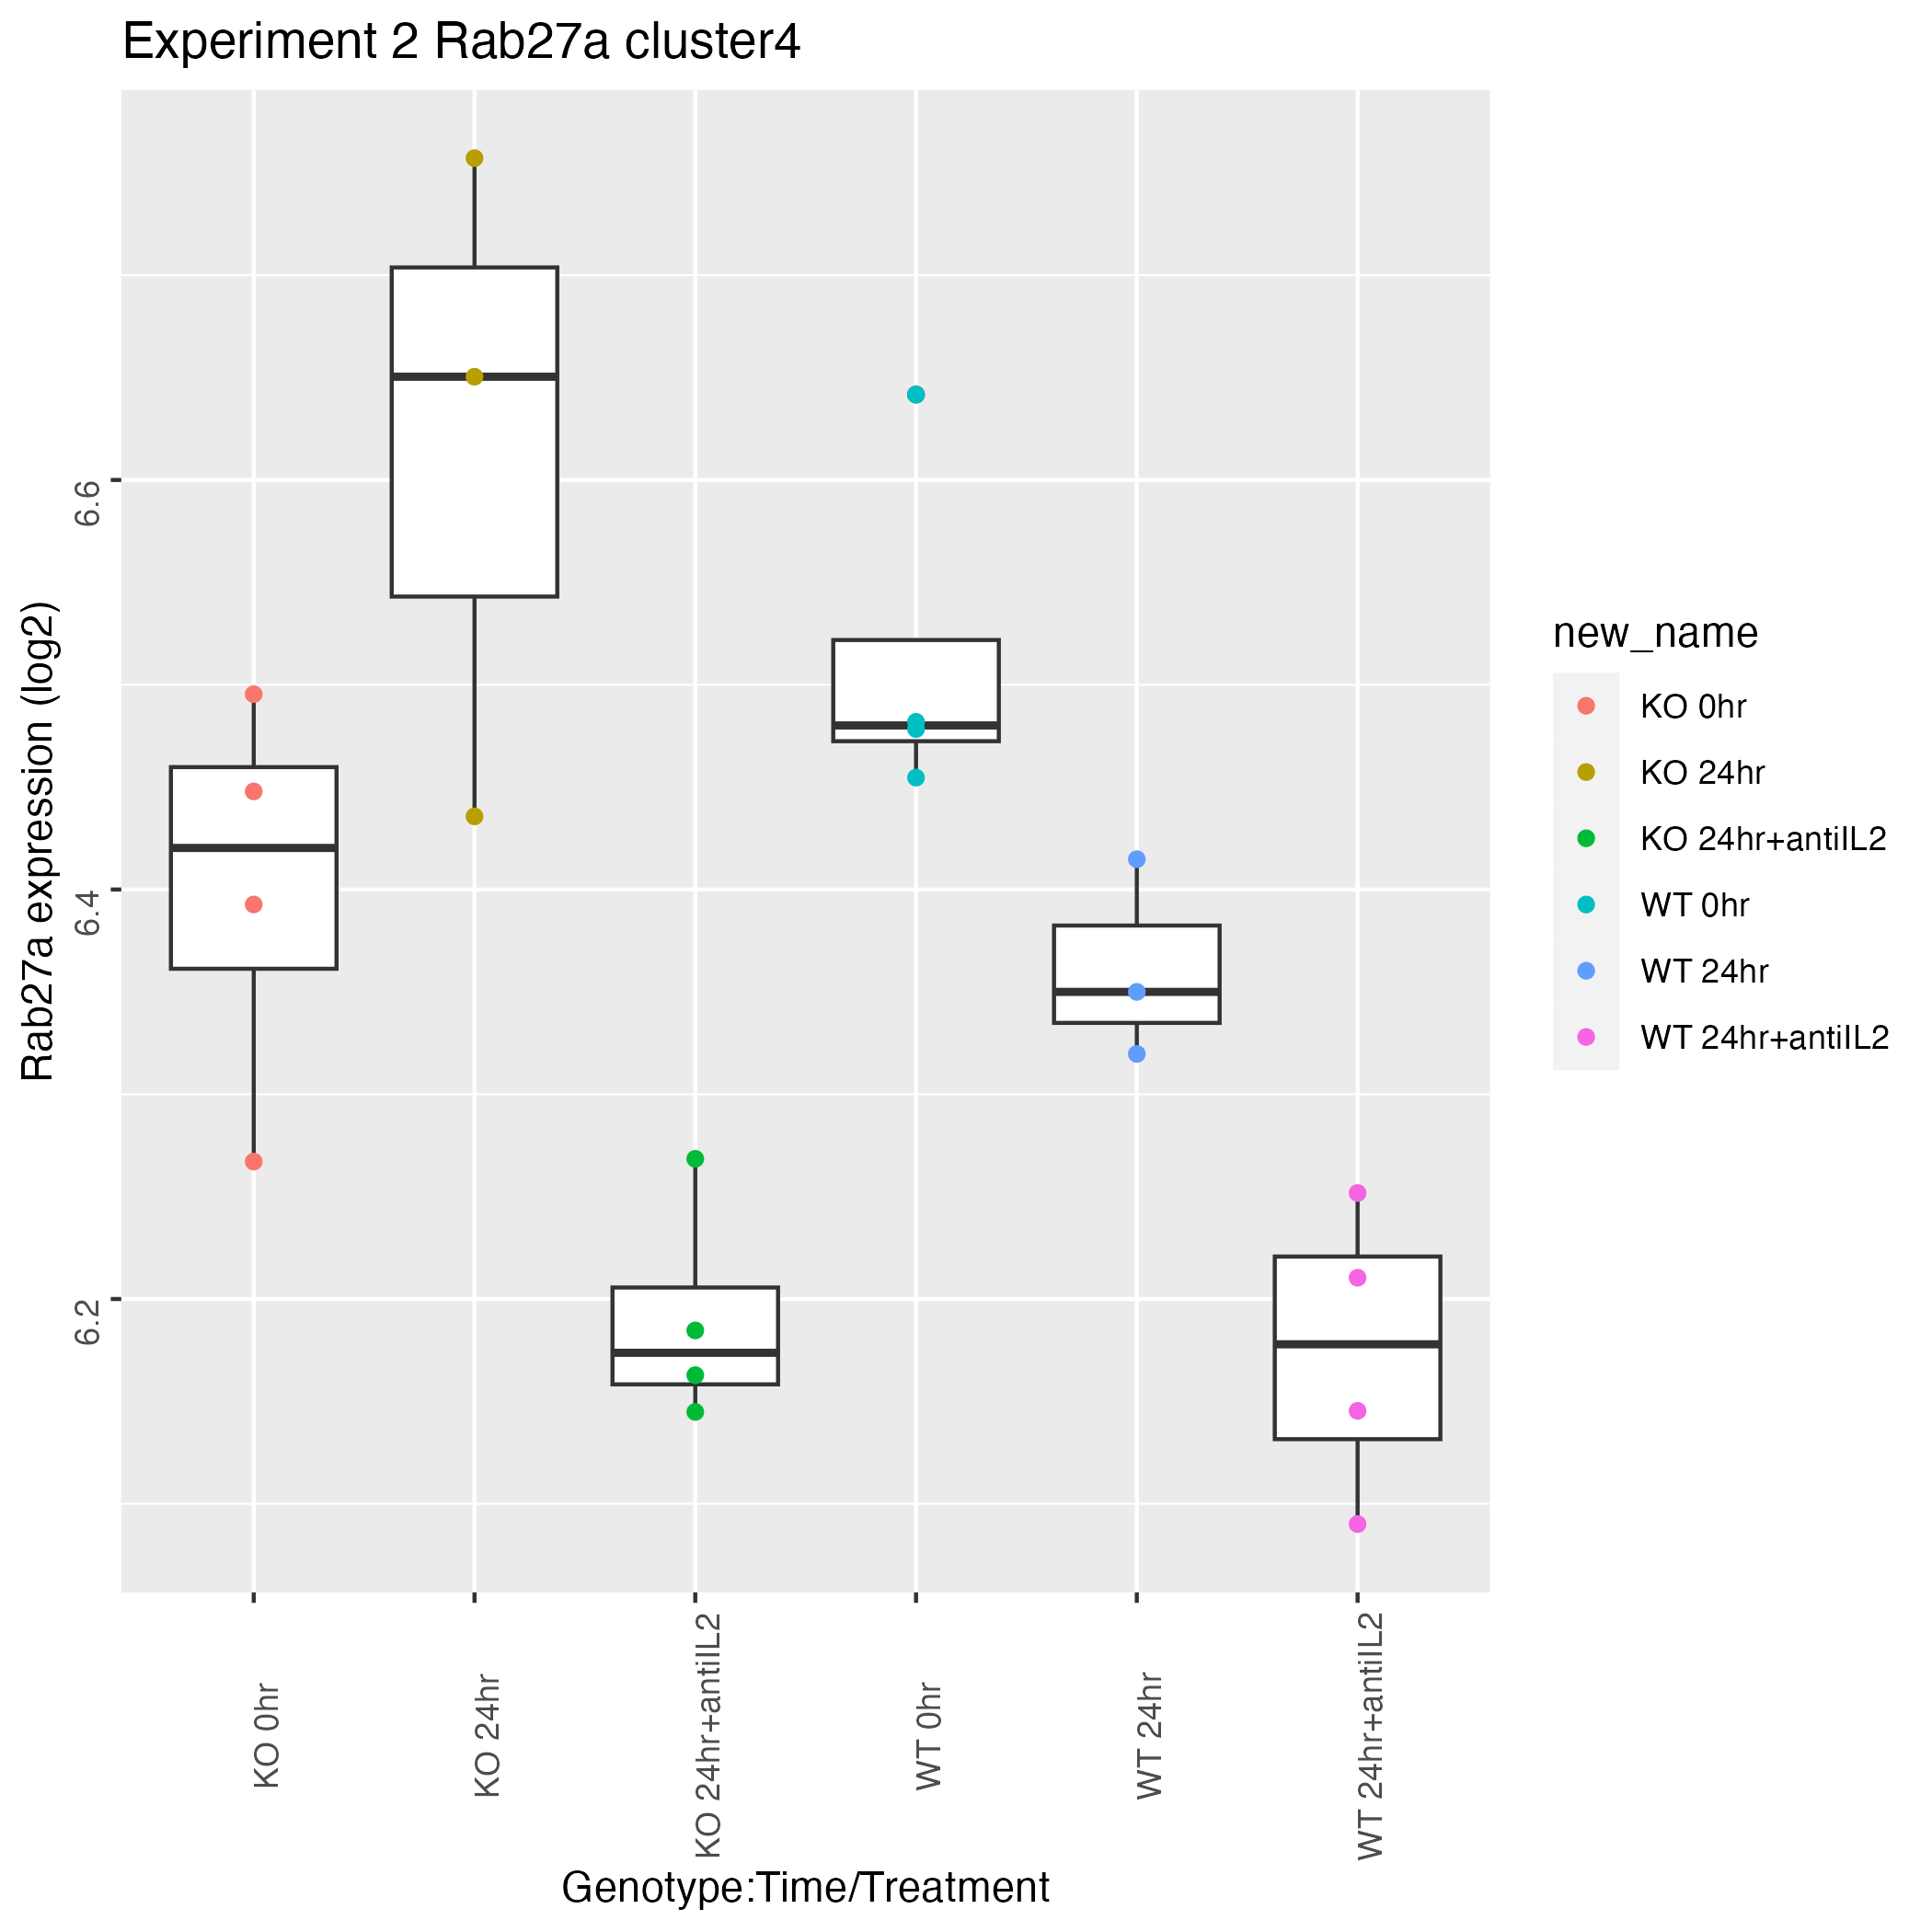 Experiment 2 Rab27a cluster4
Rab27a expression (log2)
6.6
6.4
6.2
KO 0hr
KO 24hr
KO 24hr+antiIL2
WT 0hr
WT 24hr
WT 24hr+antiIL2
Genotype:Time/Treatment
new_name
KO 0hr
KO 24hr
KO 24hr+antiIL2
WT 0hr
WT 24hr
WT 24hr+antiIL2